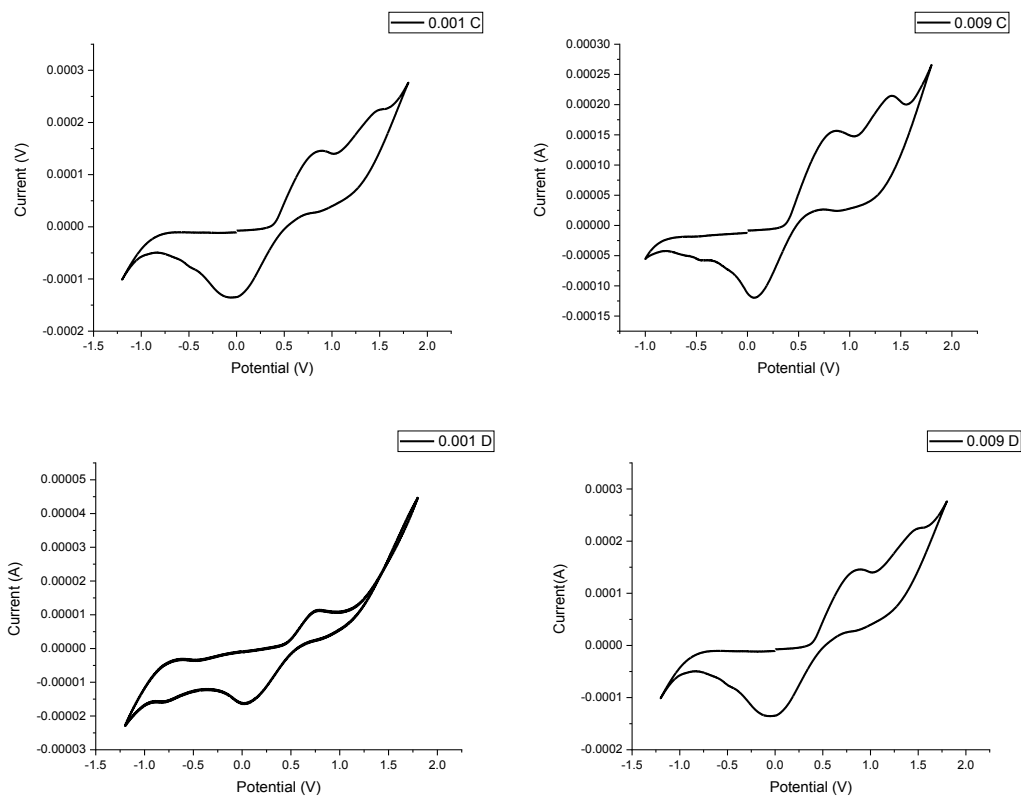 0.001 C
0.0003
0.0002
0.0001
0.0000
-0.0001
-0.0002
Current (V)
-1.5 -1.0 -0.5 0.0 0.5 1.0 1.5 2.0
Potential (V)
0.009 C
0.00030
0.00025
0.00020
0.00015
0.00010
0.00005
0.00000
-0.00005
-0.00010
-0.00015
Current (A)
-1.0 -0.5 0.0 0.5 1.0 1.5 2.0
Potential (V)
0.001 D
0.00005
0.00004
0.00003
0.00002
0.00001
0.00000
-0.00001
-0.00002
-0.00003
Current (A)
-1.5 -1.0 -0.5 0.0 0.5 1.0 1.5 2.0
Potential (V)
0.009 D
0.0003
0.0002
0.0001
0.0000
-0.0001
-0.0002
Current(A)
-1.5 -1.0 -0.5 0.0 0.5 1.0 1.5 2.0
Potential (V)